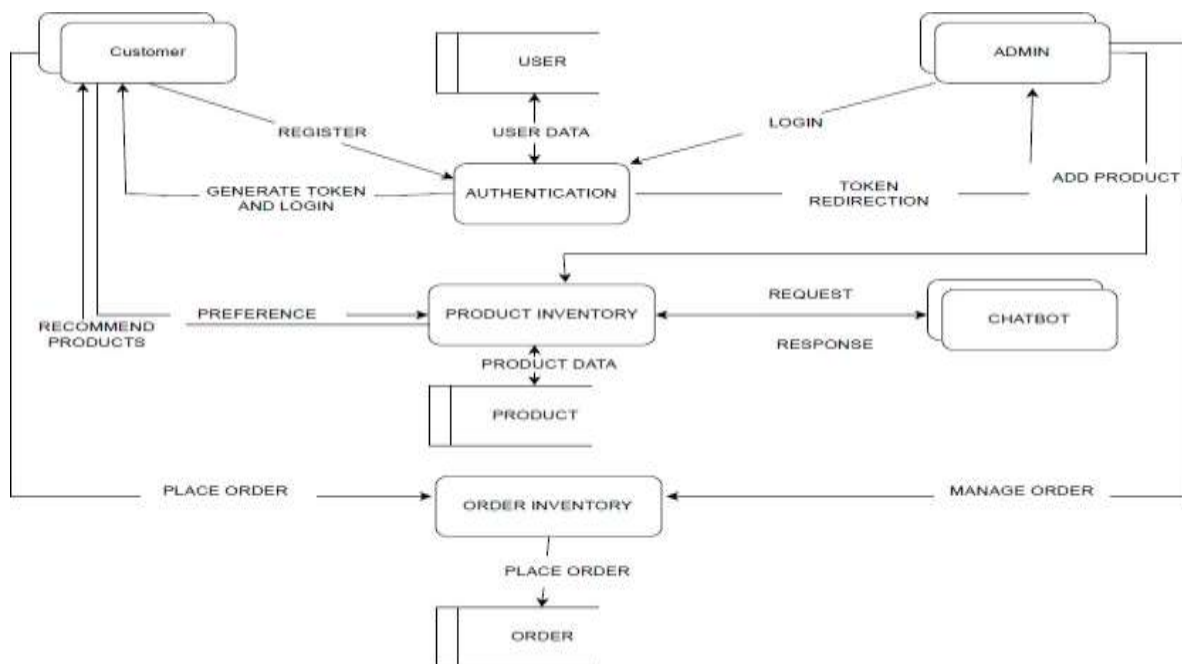 Customer
USER
ADMIN
REGISTER
USER DATA
LOGIN
GENERATE TOKEN
AND LOGIN
AUTHENTICATION
TOKEN
REDIRECTION
ADD PRODUCT
RECOMMEND
PRODUCTS
PREFERENCE
PRODUCT INVENTORY
REQUEST
RESPONSE
CHATBOT
PRODUCT DATA
PRODUCT
PLACE ORDER
ORDER INVENTORY
MANAGE ORDER
PLACE ORDER
ORDER